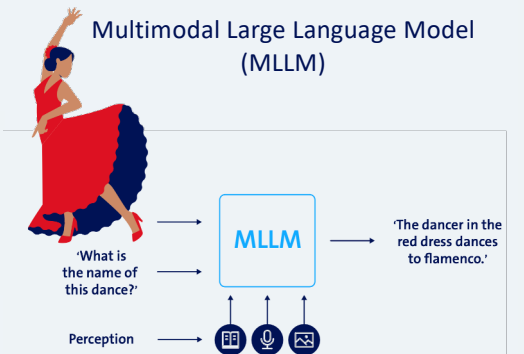 Multimodal Large Language Model
(MLLM)
MLLM
‘What is
the name of
this dance?’
‘The dancer in the
red dress dances
to flamenco.’
Perception